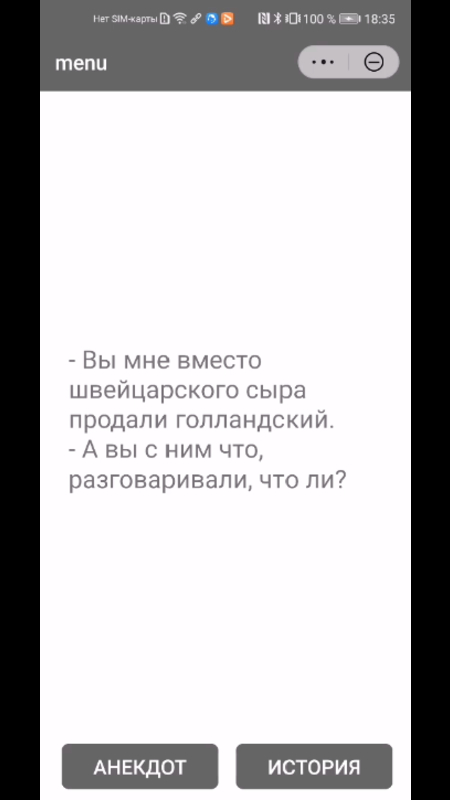 Нет SIM-карты 100 % 18:35
menu
- Вы мне вместо
швейцарского сыра
продали голландский.
- А вы с ним что,
разговаривали, что ли?
АНЕКДОТ ИСТОРИЯ